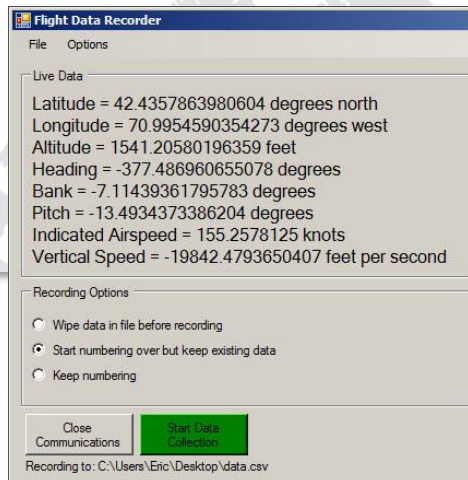 Flight Data Recorder
File Options
Live Data
Latitude = 42.4357863980604 degrees north
Longitude = 70.9954590354273 degrees west
Altitude = 1541.20580196359 feet
Heading = -377.486960655078 degrees
Bank = -7.11439361795783 degrees
Pitch = -13.4934373386204 degrees
Indicated Airspeed = 155.2578125 knots
Vertical Speed = -19842.4793650407 feet per second
Recording Options
Wipe data in file before recording
Start numbering over but keep existing data
Keep numbering
Close
Communications
Start Data
Collection
Recording to: C:\Users\Eric\Desktop\data.csv